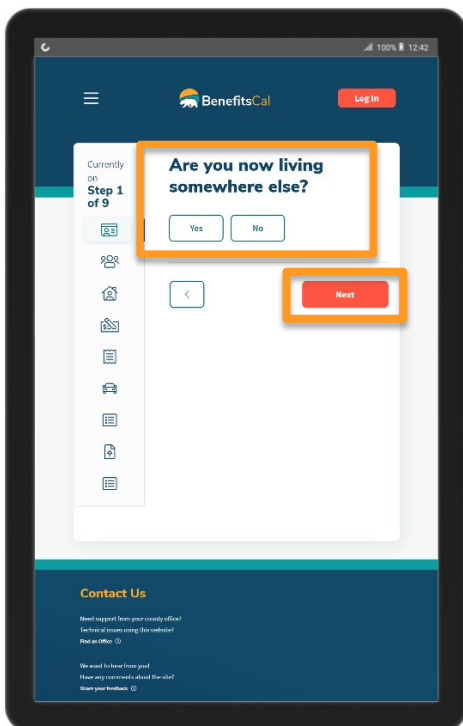 100% 12:42
BenefitsCal
Log In
Currently
on
Step 1
of 9
Are you now living
somewhere else?
Yes
No
Next
Contact Us
Need support from your county office?
Technical issues using this website?
Find an Office
We want to hear from you!
Have any comments about the site?
Share your feedback